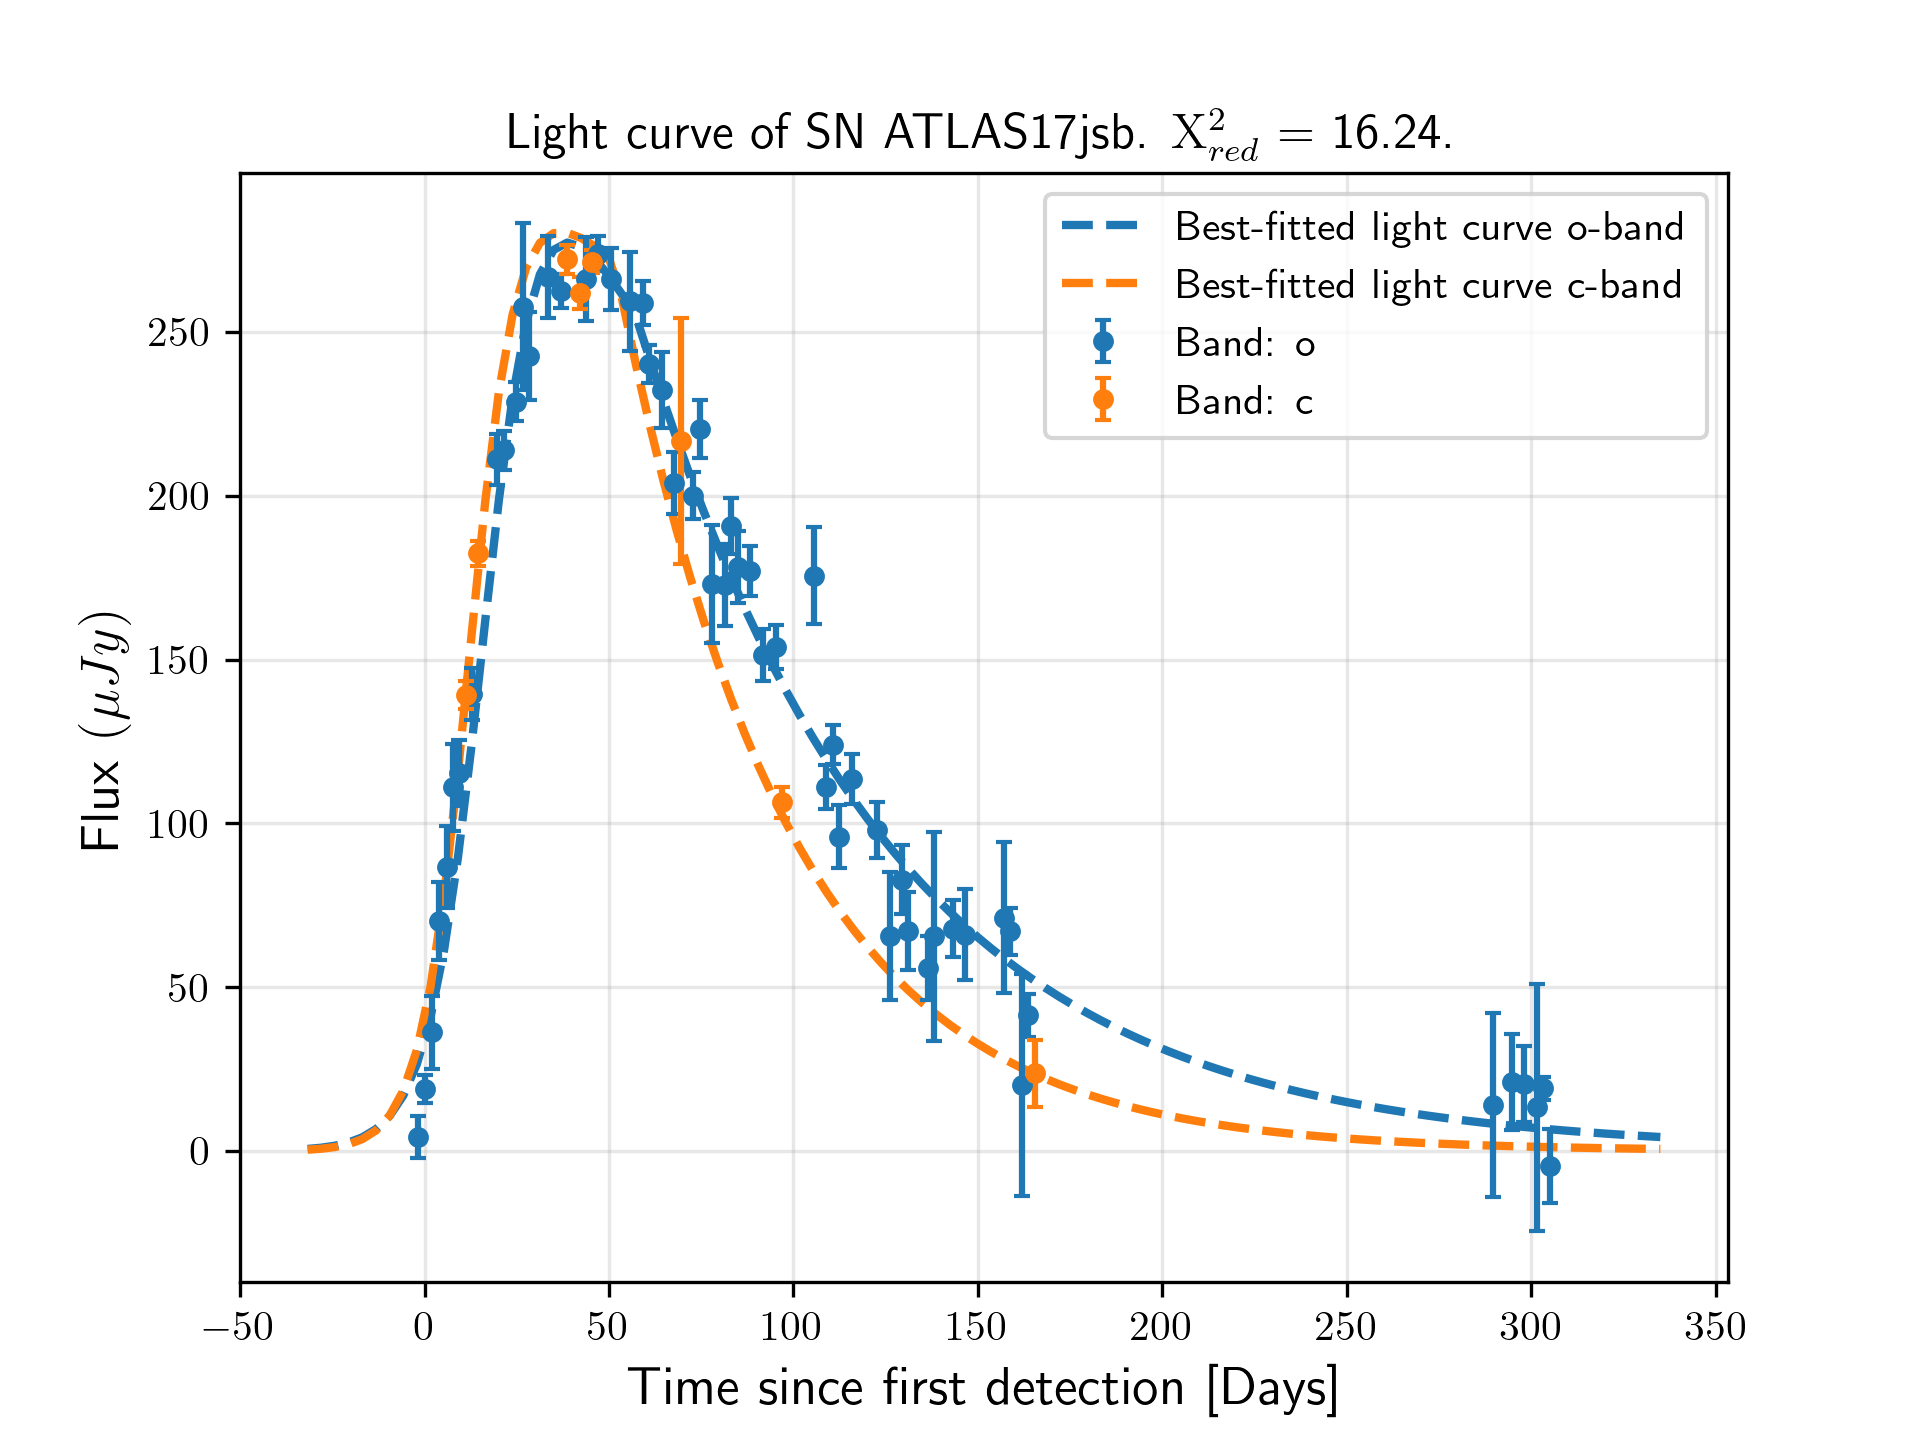 Light curve of SN ATLAS17jsb. X²_red = 16.24.
Best-fitted light curve o-band
Best-fitted light curve c-band
Band: o
Band: c
Flux (μJy)
250
200
150
100
50
0
−50 0 50 100 150 200 250 300 350
Time since first detection [Days]